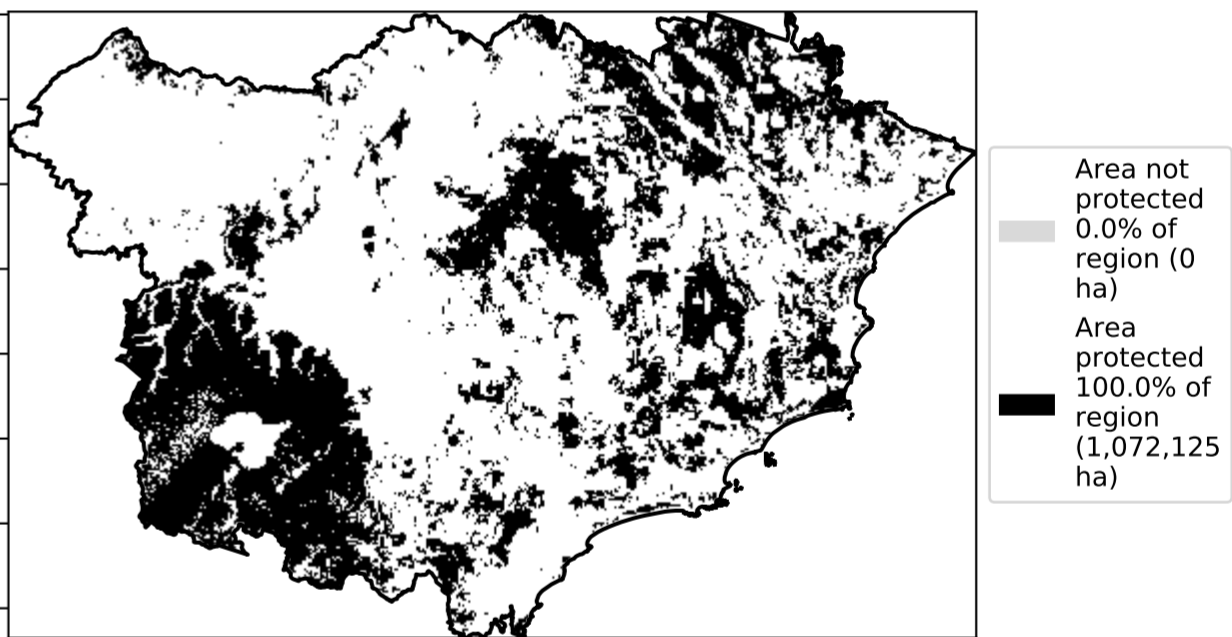 Area not
protected
0.0% of
region (0
ha)
Area
protected
100.0% of
region
(1,072,125
ha)